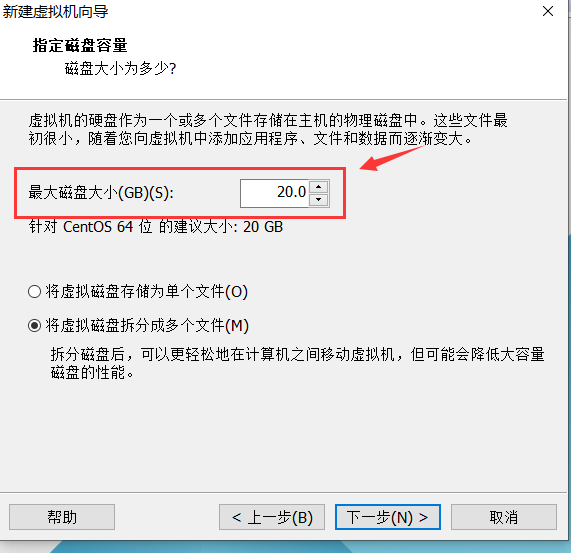 新建虚拟机向导
指定磁盘容量
磁盘大小为多少?
虚拟机的硬盘作为一个或多个文件存储在主机的物理磁盘中。这些文件最
初很小，随着您向虚拟机中添加应用程序、文件和数据而逐渐变大。
最大磁盘大小(GB)(S): 20.0
针对 CentOS 64 位 的建议大小: 20 GB
将虚拟磁盘存储为单个文件(O)
将虚拟磁盘拆分成多个文件(M)
拆分磁盘后，可以更轻松地在计算机之间移动虚拟机，但可能会降低大容量
磁盘的性能。
帮助 < 上一步(B) 下一步(N) > 取消